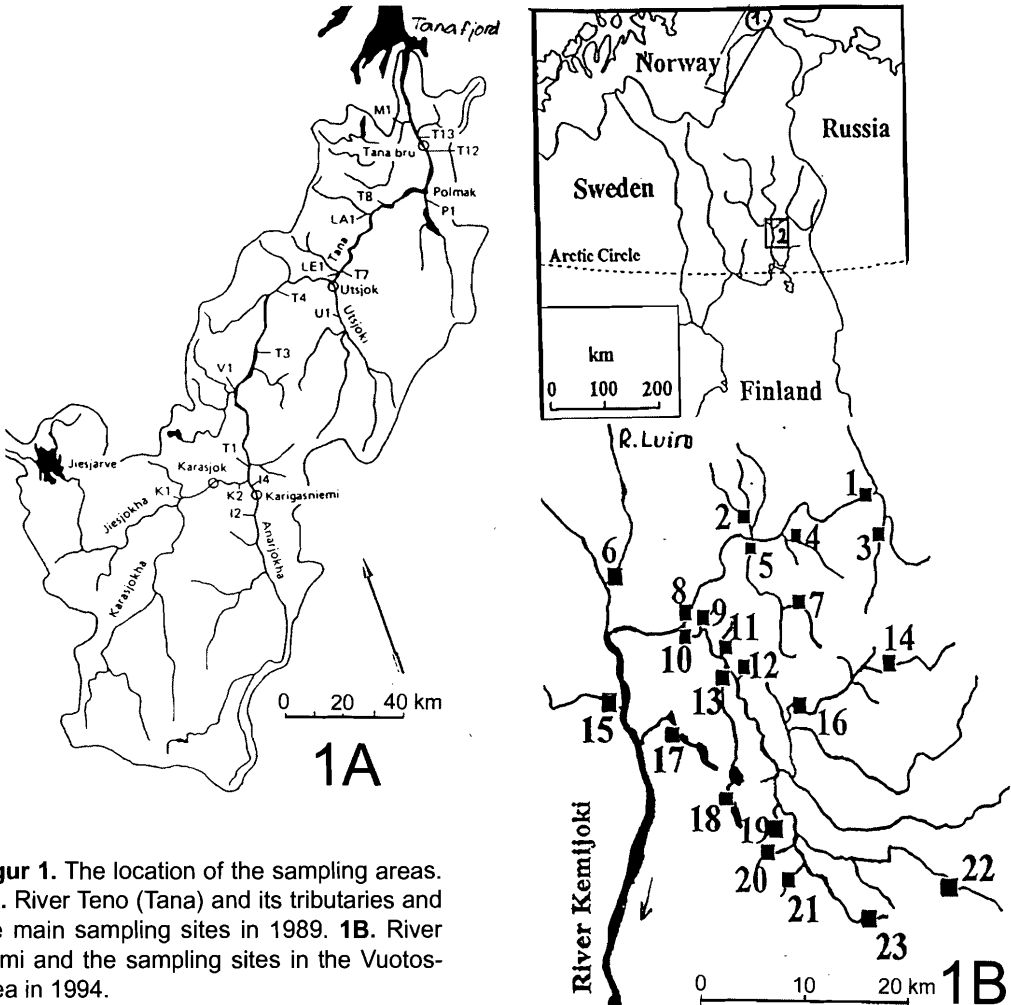 Tanafjord
M1
T13
Tana bru
T12
T8
Polmak
LA1
P1
Tana
LE1
T7
Utsjok
T4
U1
Utsjoki
T3
V1
T1
Jiesjarve
Karasjok
I4
K1
K2
Karigasniemi
Jiesjokha
I2
Anarjokha
Karasjokha
0 20 40 km
1A
1.
Norway
Russia
Sweden
2
Arctic Circle
km
0 100 200
Finland
R. Luiro
1
2
4
3
5
6
7
8
9
11
10
12
14
13
15
16
17
18
19
20
21
22
23
River Kemijoki
0 10 20 km
1B
gur 1. The location of the sampling areas.
. River Teno (Tana) and its tributaries and
e main sampling sites in 1989. 1B. River
mi and the sampling sites in the Vuotos-
ea in 1994.